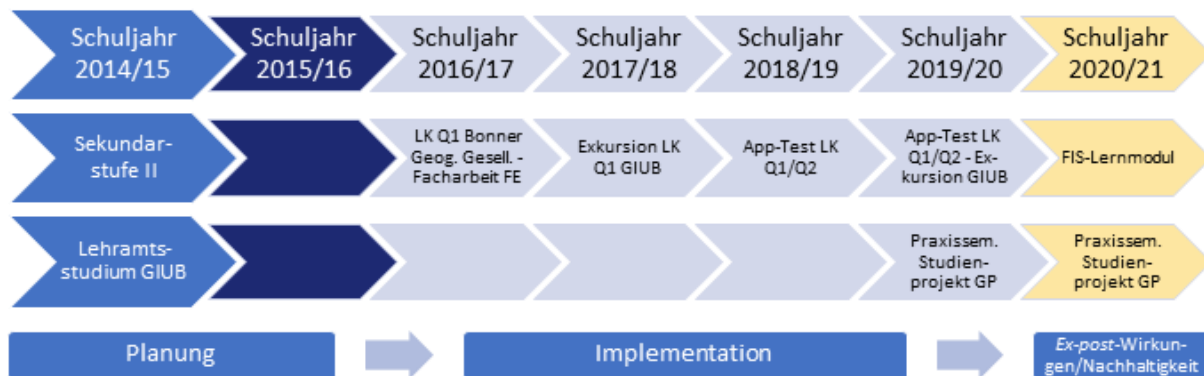 Schuljahr
2014/15
Schuljahr
2015/16
Schuljahr
2016/17
Schuljahr
2017/18
Schuljahr
2018/19
Schuljahr
2019/20
Schuljahr
2020/21
Sekundar-
stufe II
LK Q1 Bonner
Geog. Gesell. -
Facharbeit FE
Exkursion LK
Q1 GIUB
App-Test LK
Q1/Q2
App-Test LK
Q1/Q2 - Ex-
kursion GIUB
FIS-Lernmodul
Lehramts-
studium GIUB
Praxissem.
Studien-
projekt GP
Praxissem.
Studien-
projekt GP
Planung
Implementation
Ex-post-Wirkun-
gen/Nachhaltigkeit